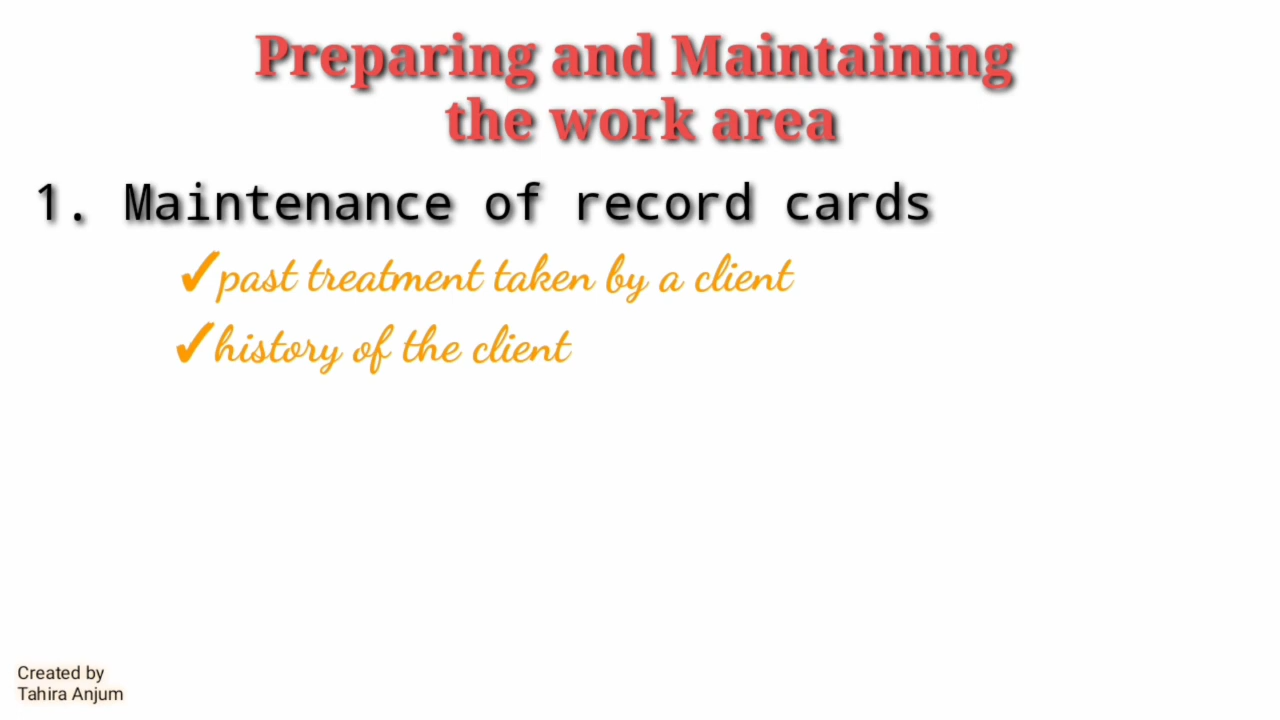 Preparing and Maintaining
the work area
1. Maintenance of record cards
✓past treatment taken by a client
✓history of the client
Created by
Tahira Anjum